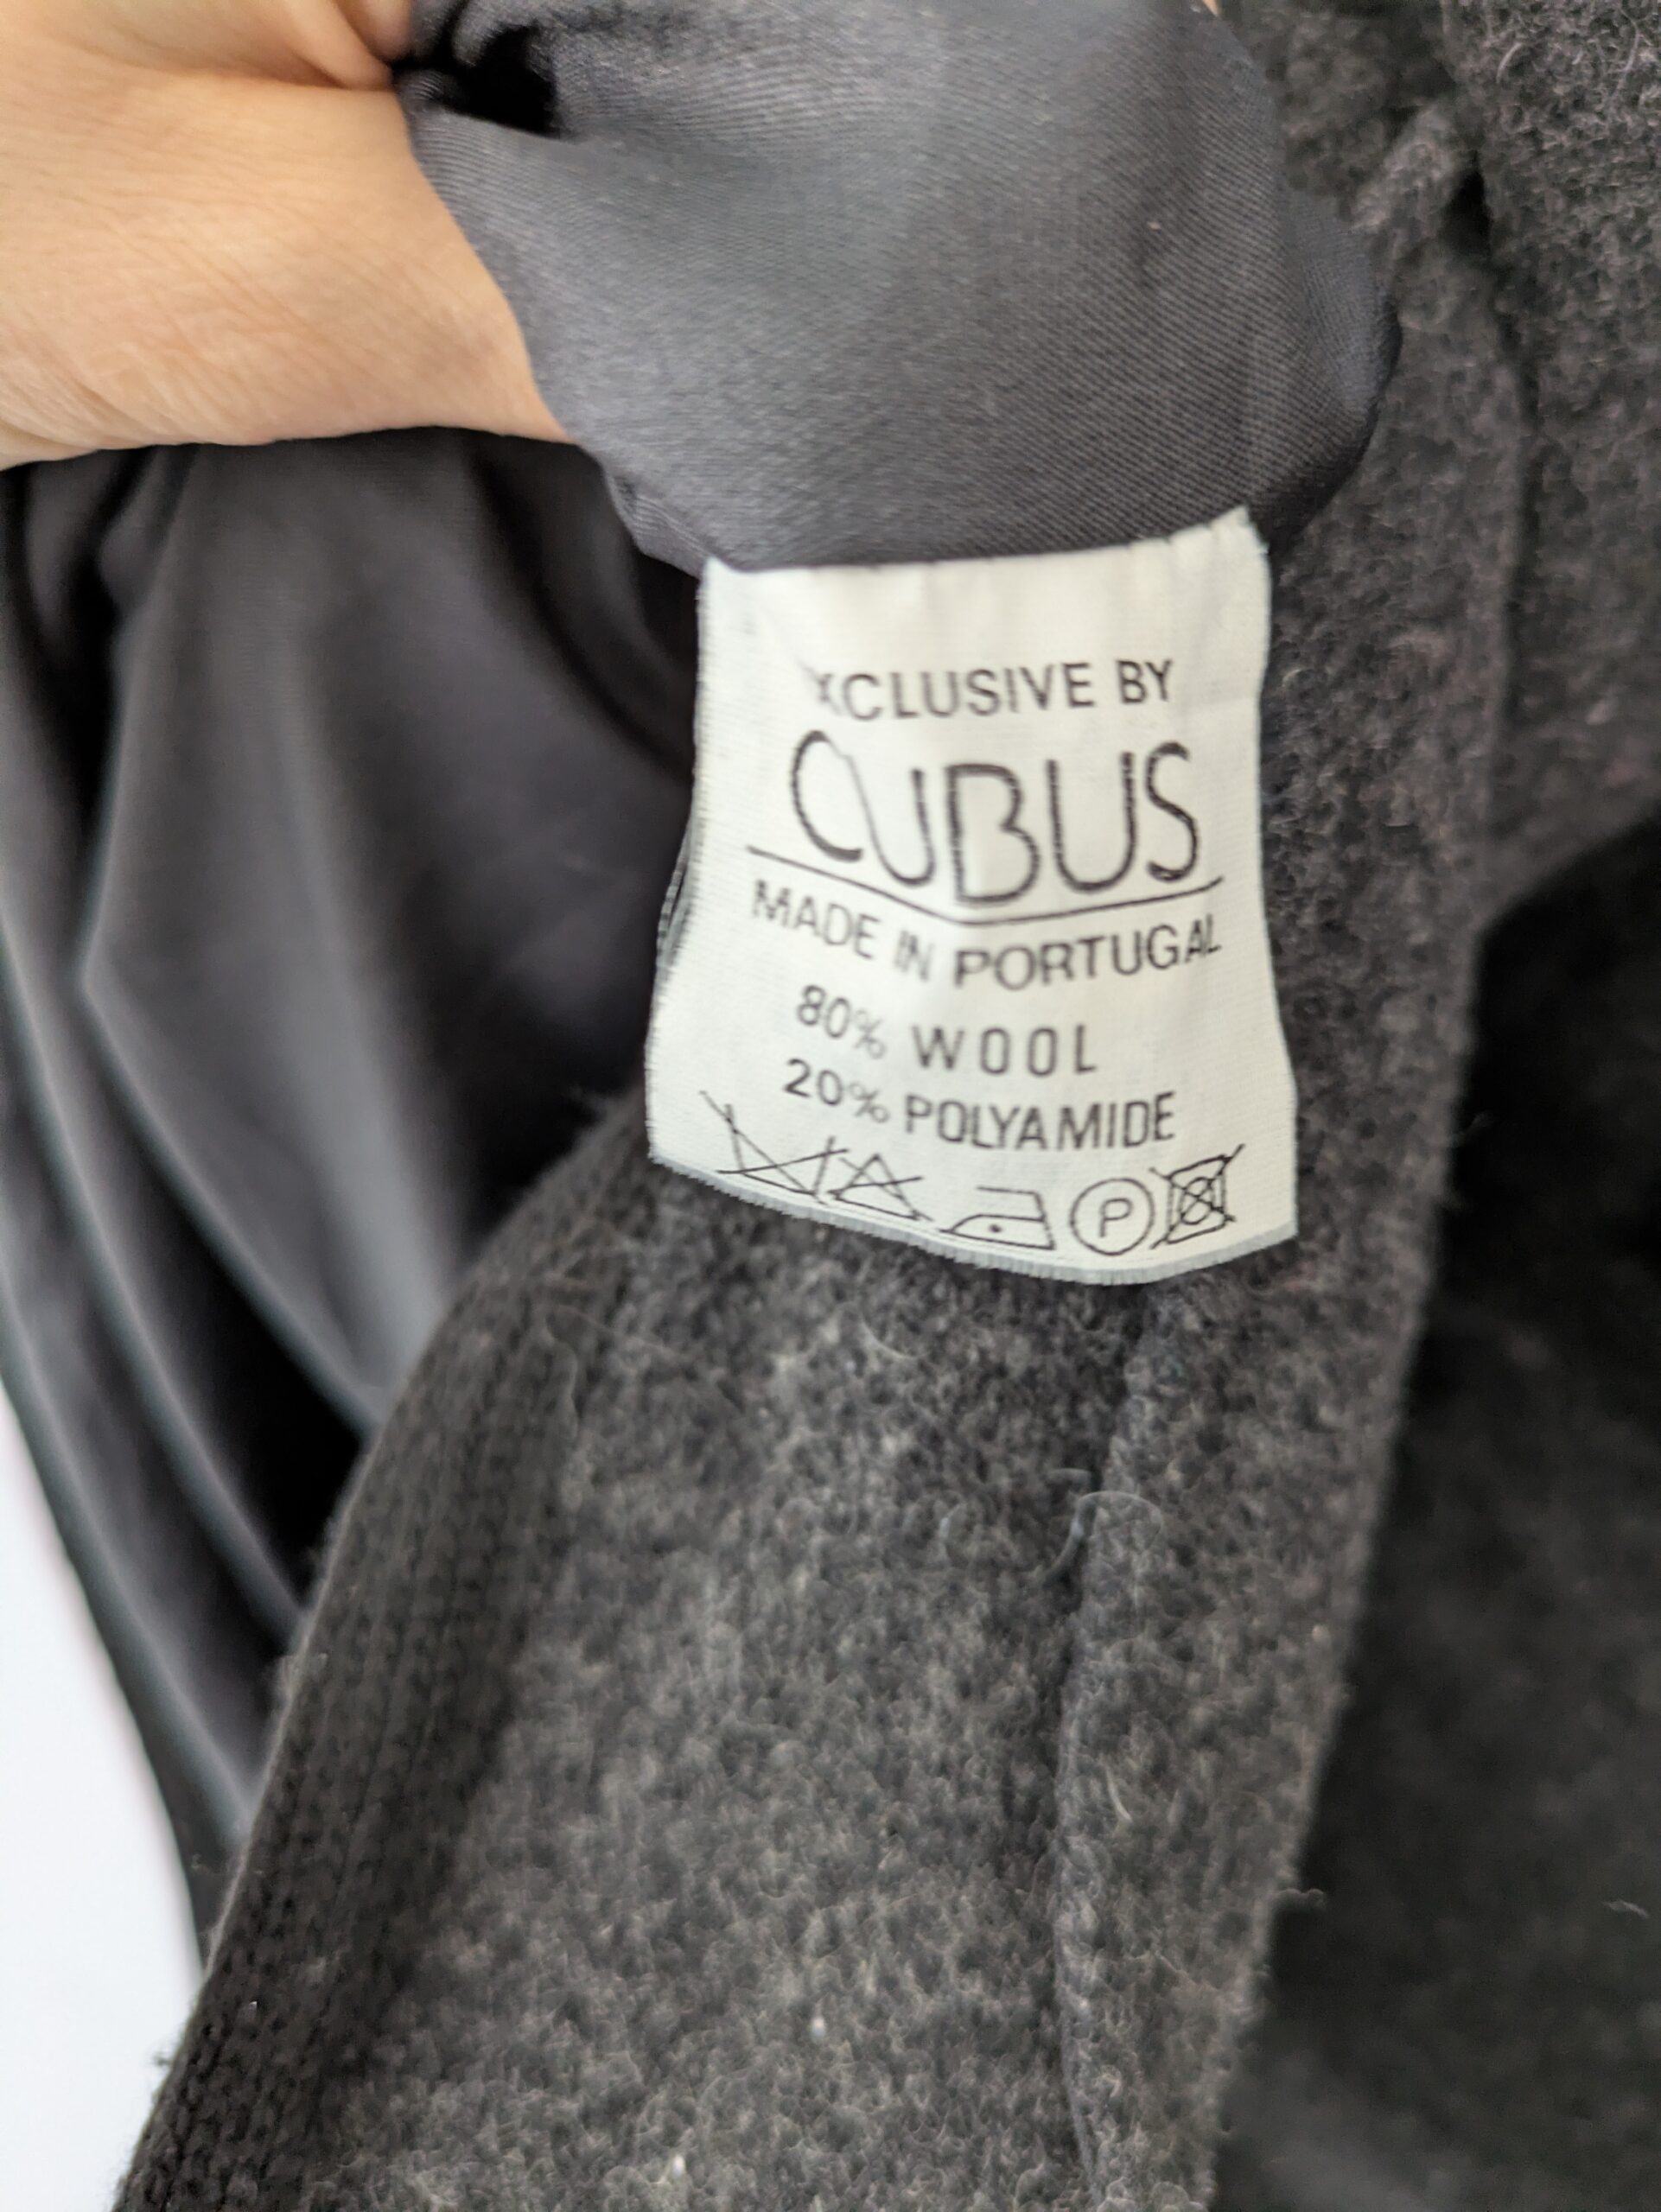 XCLUSIVE BY
CUBUS
MADE IN PORTUGAL
80% WOOL
20% POLYAMIDE
P